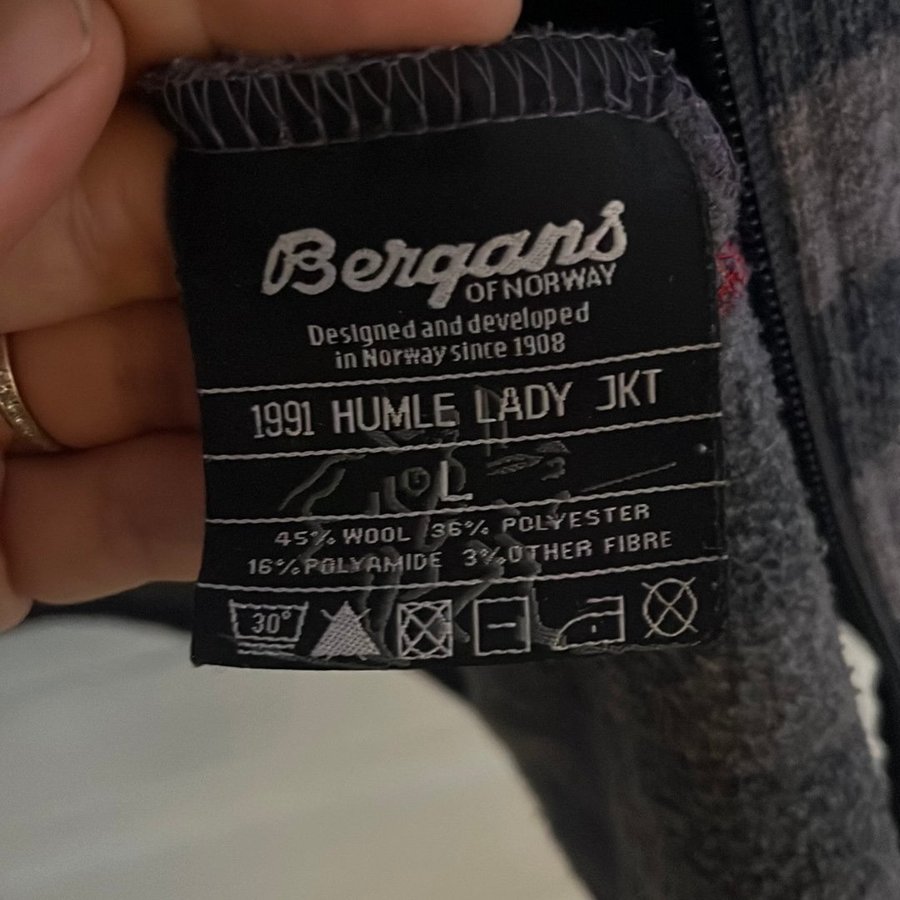 Bergans
OF NORWAY
Designed and developed
in Norway since 1908
1991 HUMLE LADY JKT
L
45% WOOL 36% POLYESTER
16% POLYAMIDE 3% OTHER FIBRE
30°